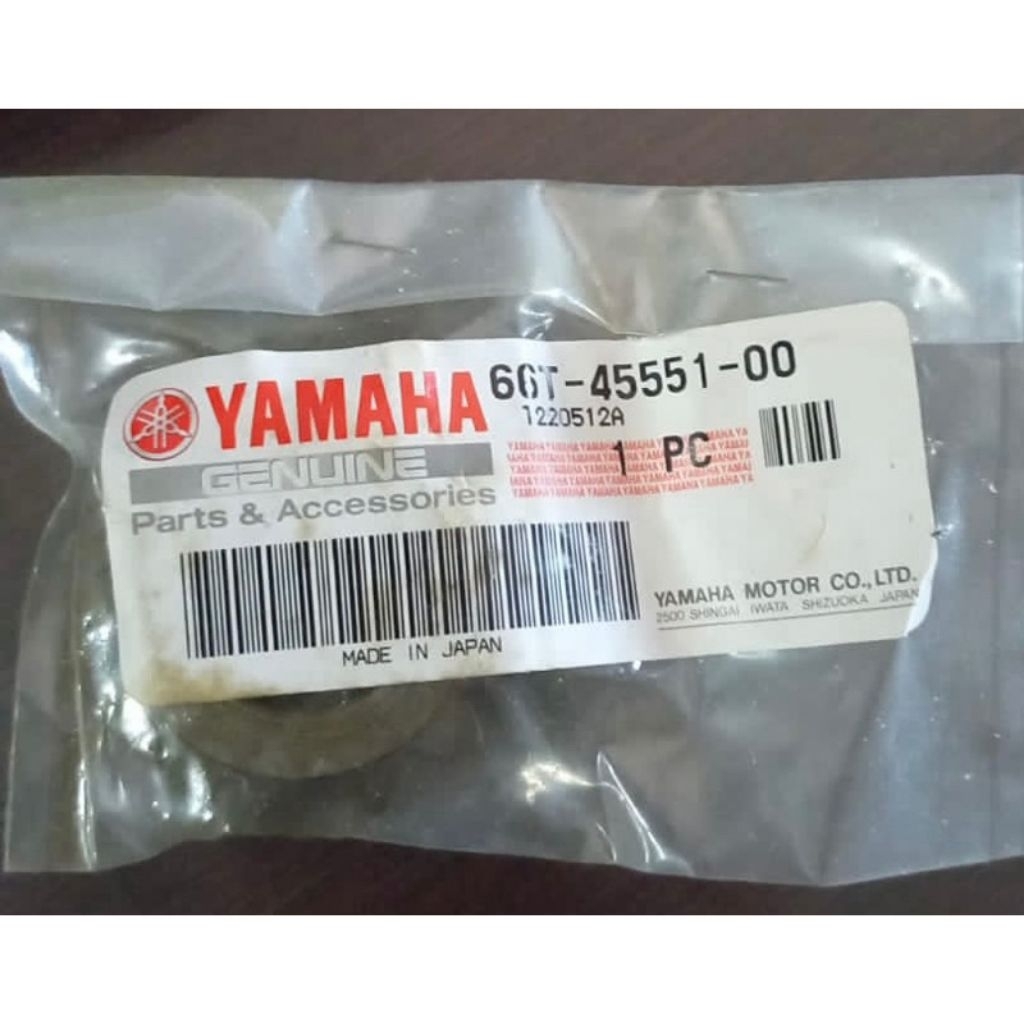 YAMAHA 66T-45551-00
1220512A
GENUINE
1 PC
Parts & Accessories
YAMAHA MOTOR CO.,LTD.
2500 SHINGAI IWATA SHIZUOKA JAPAN
MADE IN JAPAN